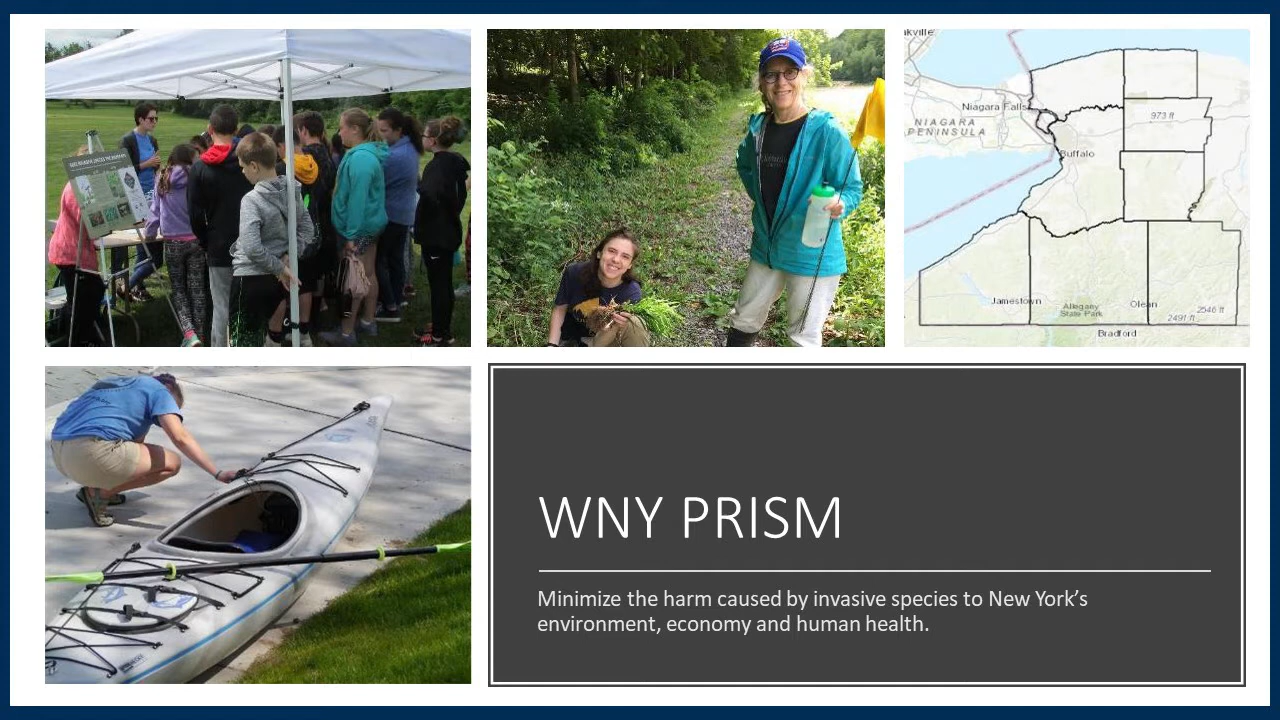 akville
Niagara Falls
NIAGARA
PENINSULA
973 ft
Buffalo
Jamestown
Allegany
State Park
Olean
2546 ft
2491 ft
Bradford
WNY PRISM
Minimize the harm caused by invasive species to New York’s
environment, economy and human health.